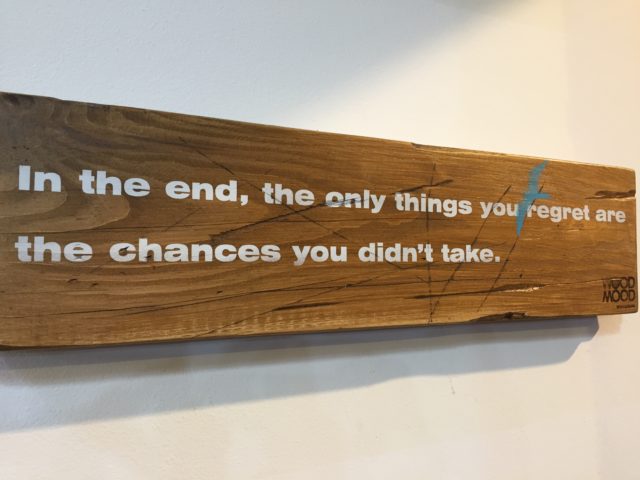 In the end, the only things you regret are
the chances you didn't take.
WOOD
MOOD